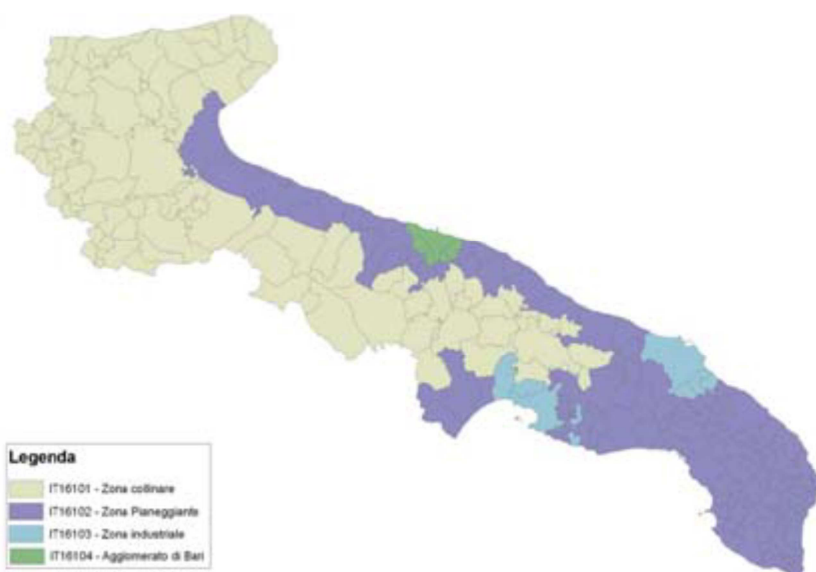 Legenda
IT16101 - Zona collinare
IT16102 - Zona Pianeggiante
IT16103 - Zona industriale
IT16104 - Agglomerato di Bari